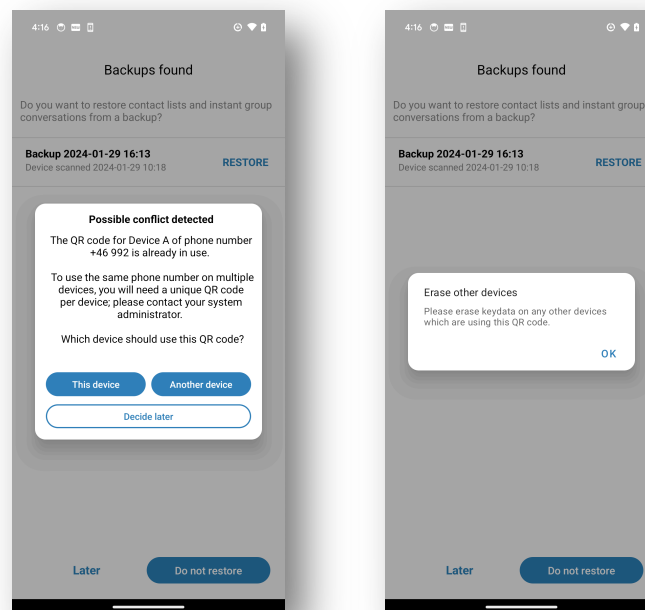 4:16
Backups found
Do you want to restore contact lists and instant group
conversations from a backup?
Backup 2024-01-29 16:13
Device scanned 2024-01-29 10:18
RESTORE
Possible conflict detected
The QR code for Device A of phone number
+46 992 is already in use.
To use the same phone number on multiple
devices, you will need a unique QR code
per device; please contact your system
administrator.
Which device should use this QR code?
This device
Another device
Decide later
Later
Do not restore
4:16
Backups found
Do you want to restore contact lists and instant group
conversations from a backup?
Backup 2024-01-29 16:13
Device scanned 2024-01-29 10:18
RESTORE
Erase other devices
Please erase keydata on any other devices
which are using this QR code.
OK
Later
Do not restore